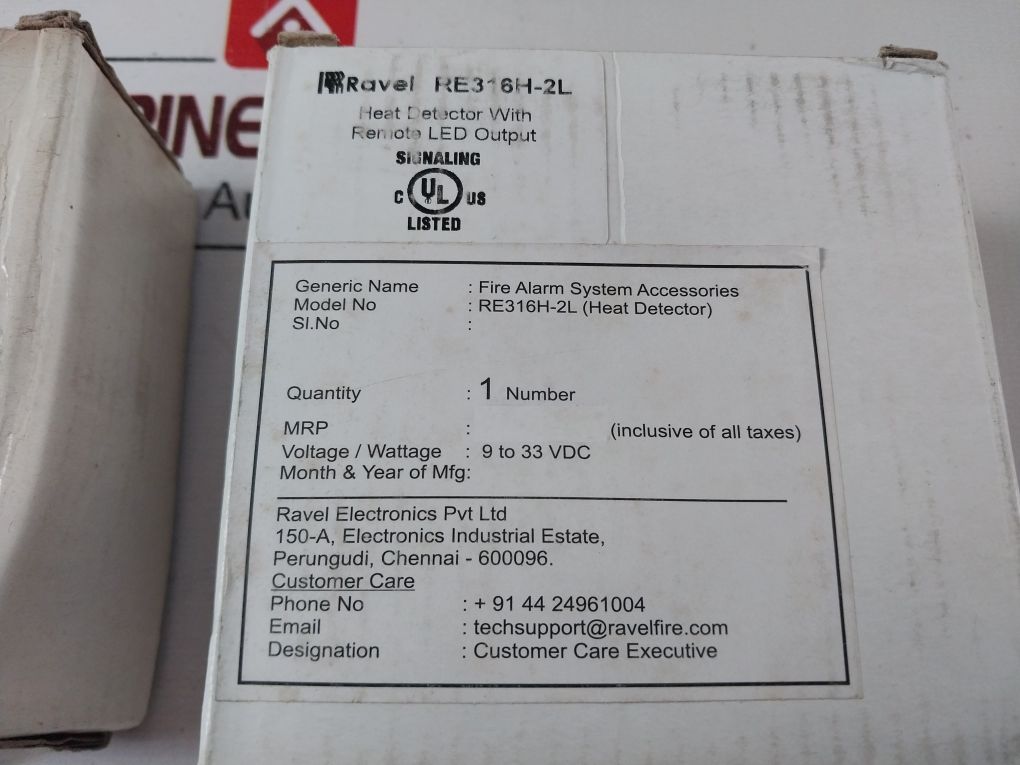 INE
Au
Ravel RE316H-2L
Heat Detector With
Remote LED Output
SIGNALING
C UL US
LISTED
Generic Name : Fire Alarm System Accessories
Model No : RE316H-2L (Heat Detector)
Sl.No :
Quantity : 1 Number
MRP : (inclusive of all taxes)
Voltage / Wattage : 9 to 33 VDC
Month & Year of Mfg:
Ravel Electronics Pvt Ltd
150-A, Electronics Industrial Estate,
Perungudi, Chennai - 600096.
Customer Care
Phone No : + 91 44 24961004
Email : techsupport@ravelfire.com
Designation : Customer Care Executive